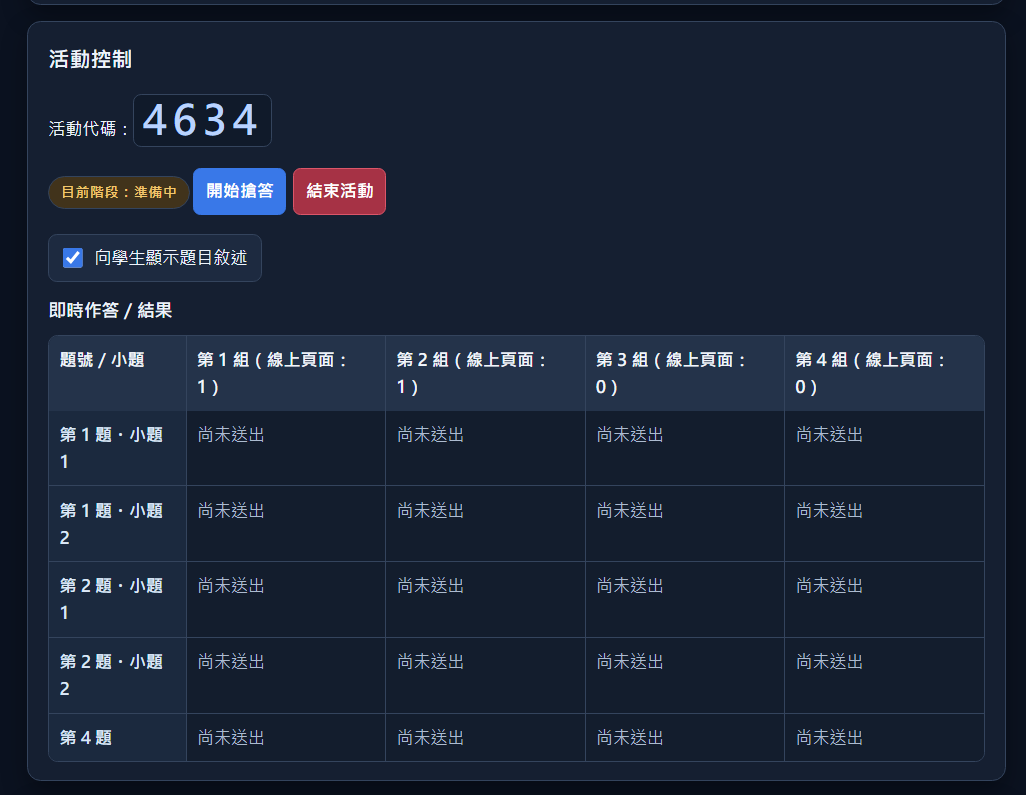 活動控制
活動代碼：4634
目前階段：準備中 開始搶答 結束活動
向學生顯示題目敘述
即時作答 / 結果
題號 / 小題 第 1 組（線上頁面：1） 第 2 組（線上頁面：1） 第 3 組（線上頁面：0） 第 4 組（線上頁面：0）
第 1 題．小題 1 尚未送出 尚未送出 尚未送出 尚未送出
第 1 題．小題 2 尚未送出 尚未送出 尚未送出 尚未送出
第 2 題．小題 1 尚未送出 尚未送出 尚未送出 尚未送出
第 2 題．小題 2 尚未送出 尚未送出 尚未送出 尚未送出
第 4 題 尚未送出 尚未送出 尚未送出 尚未送出